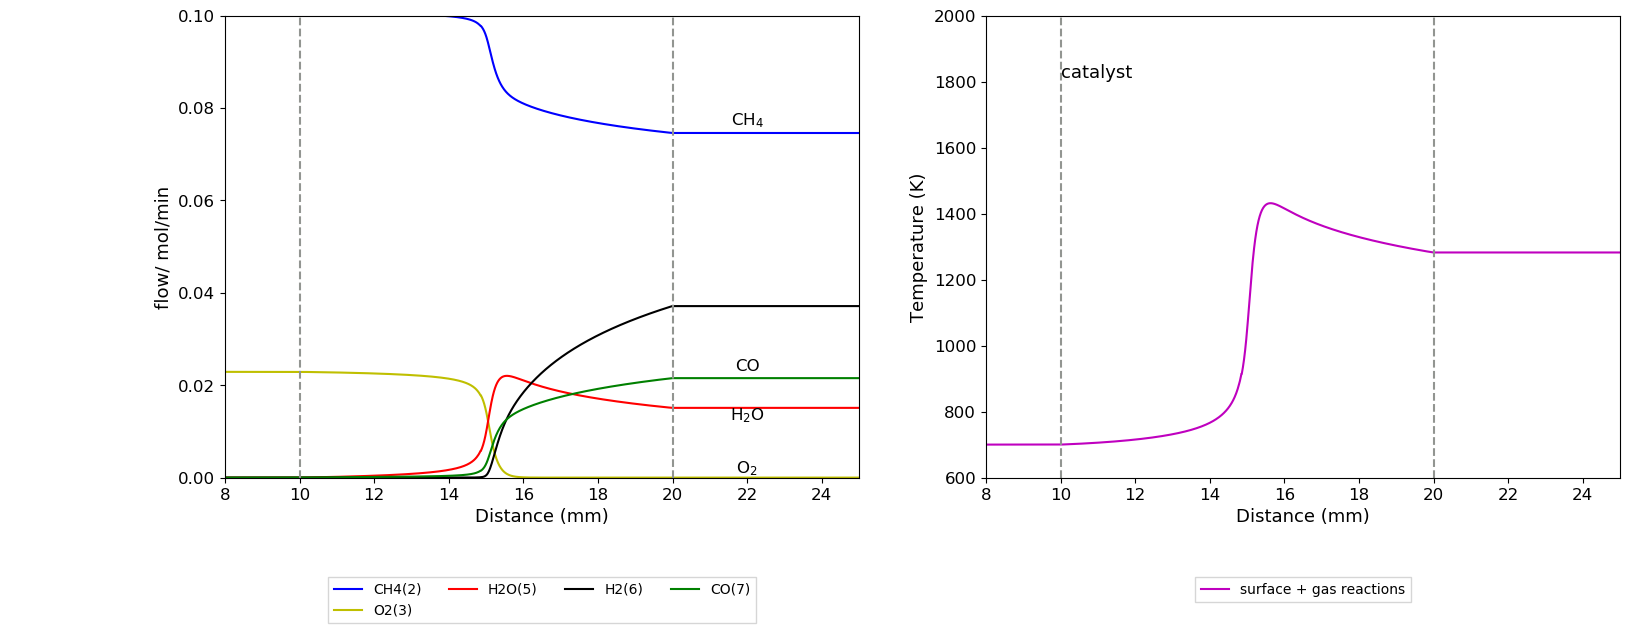 0.10
0.08
0.06
0.04
0.02
0.00
flow/ mol/min
CH₄
CO
H₂O
O₂
8 10 12 14 16 18 20 22 24
Distance (mm)
CH4(2) H2O(5) H2(6) CO(7)
O2(3)
2000
1800
1600
1400
1200
1000
800
600
Temperature (K)
catalyst
8 10 12 14 16 18 20 22 24
Distance (mm)
surface + gas reactions